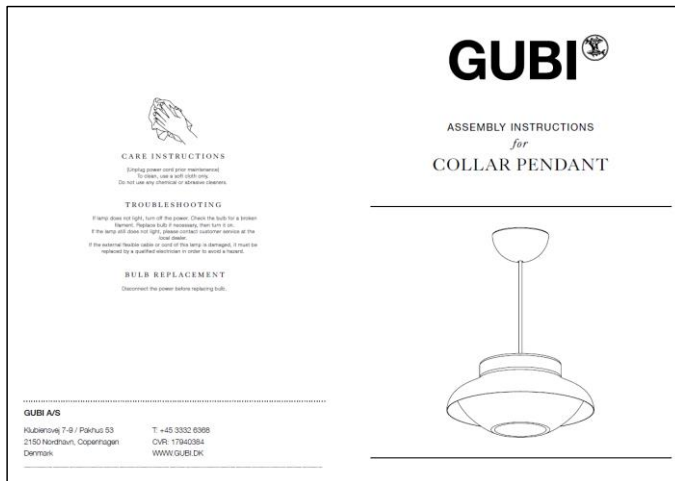 CARE INSTRUCTIONS
(Unplug power cord prior maintenance)
To clean, use a soft cloth only.
Do not use any chemical or abrasive cleaners.
TROUBLESHOOTING
If lamp does not light, turn off the power. Check the bulb for a broken
filament. Replace bulb if necessary, then turn it on.
If the lamp still does not light, please contact customer service at the
local dealer.
If the external flexible cable or cord of this lamp is damaged, it must be
replaced by a qualified electrician in order to avoid a hazard.
BULB REPLACEMENT
Disconnect the power before replacing bulb.
GUBI A/S
Klubiensvej 7-9 / Pakhus 53
2150 Nordhavn, Copenhagen
Denmark
T: +45 3332 6368
CVR: 17940384
WWW.GUBI.DK
GUBI
ASSEMBLY INSTRUCTIONS
for
COLLAR PENDANT